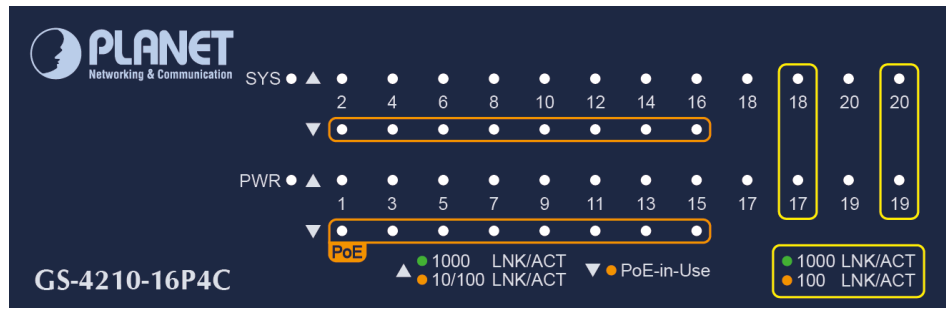 PLANET
Networking & Communication
SYS
2 4 6 8 10 12 14 16 18 18 20 20
PWR
1 3 5 7 9 11 13 15 17 17 19 19
PoE
1000 LNK/ACT
10/100 LNK/ACT
PoE-in-Use
1000 LNK/ACT
100 LNK/ACT
GS-4210-16P4C